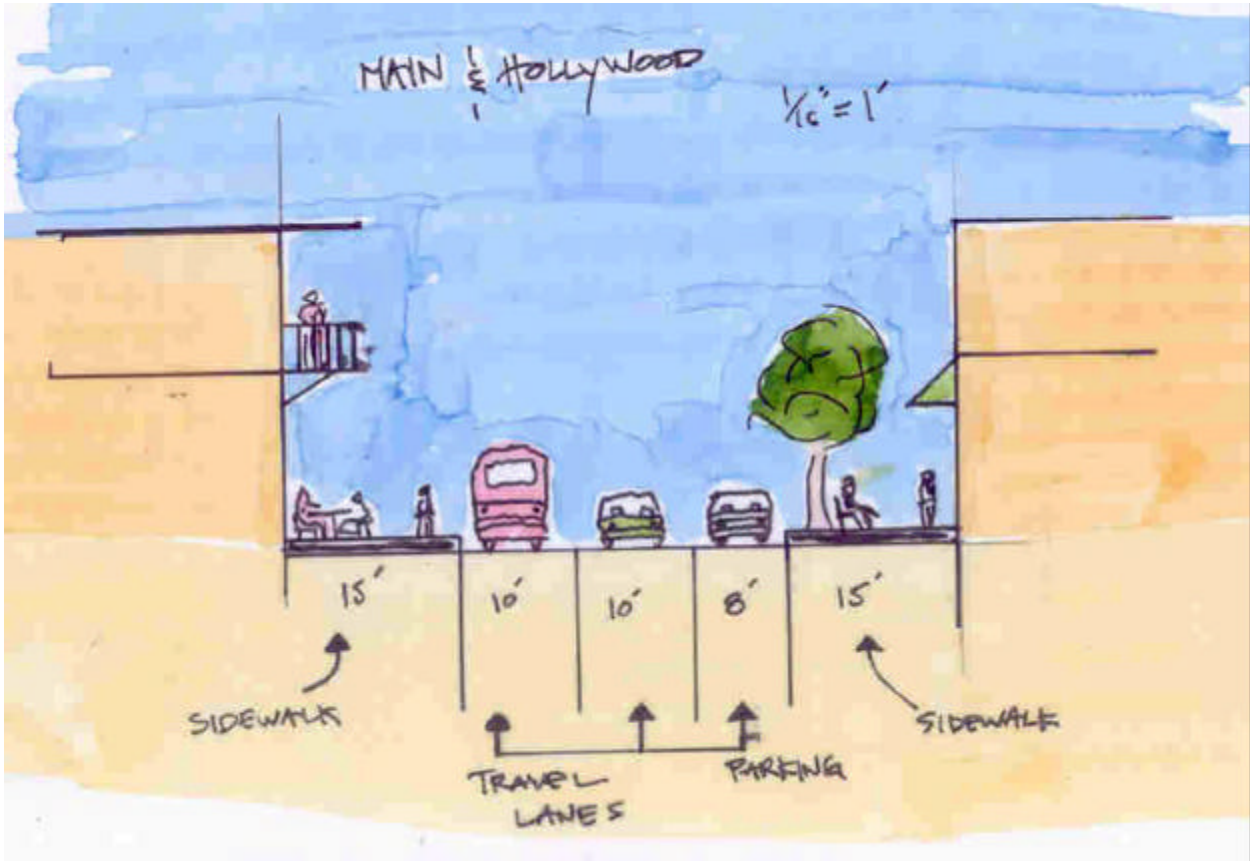 MAIN & HOLLYWOOD
1/16" = 1'
15' 10' 10' 8' 15'
SIDEWALK
SIDEWALK
TRAVEL
LANES
PARKING